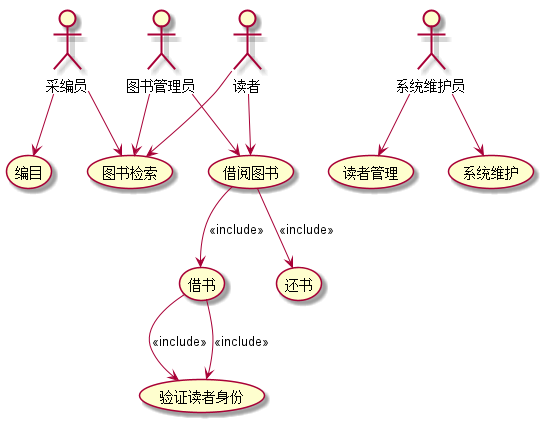 采编员
图书管理员
读者
系统维护员
编目
图书检索
借阅图书
读者管理
系统维护
«include»
«include»
借书
还书
«include»
«include»
验证读者身份